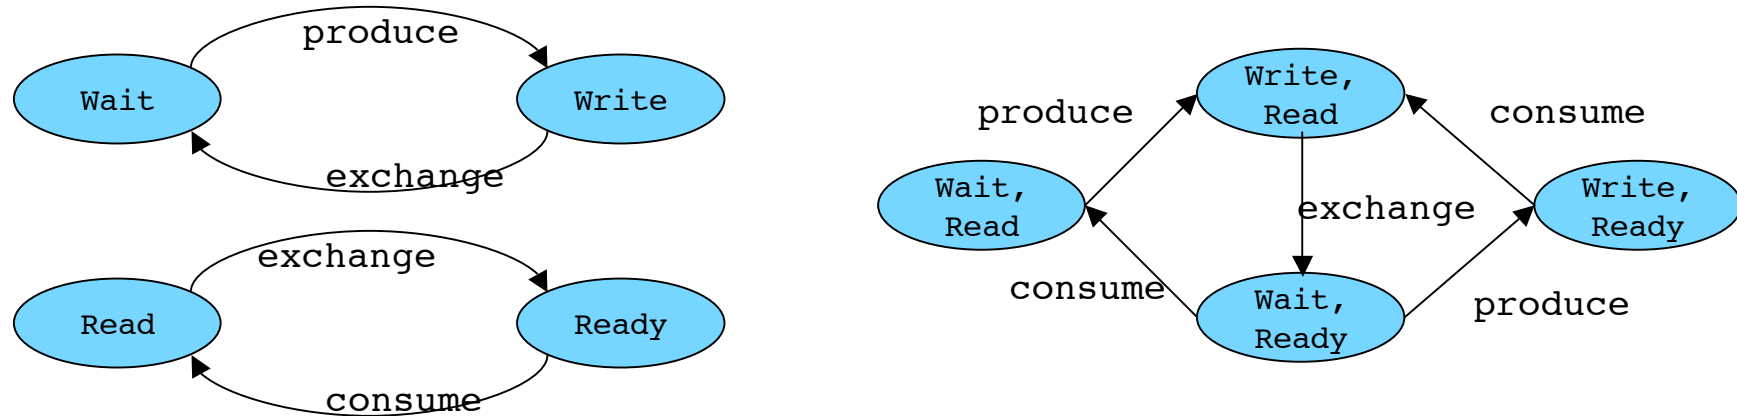 produce
Wait
Write
exchange
exchange
Read
Ready
consume
Write,
Read
produce
consume
Wait,
Read
Write,
Ready
exchange
consume
Wait,
Ready
produce